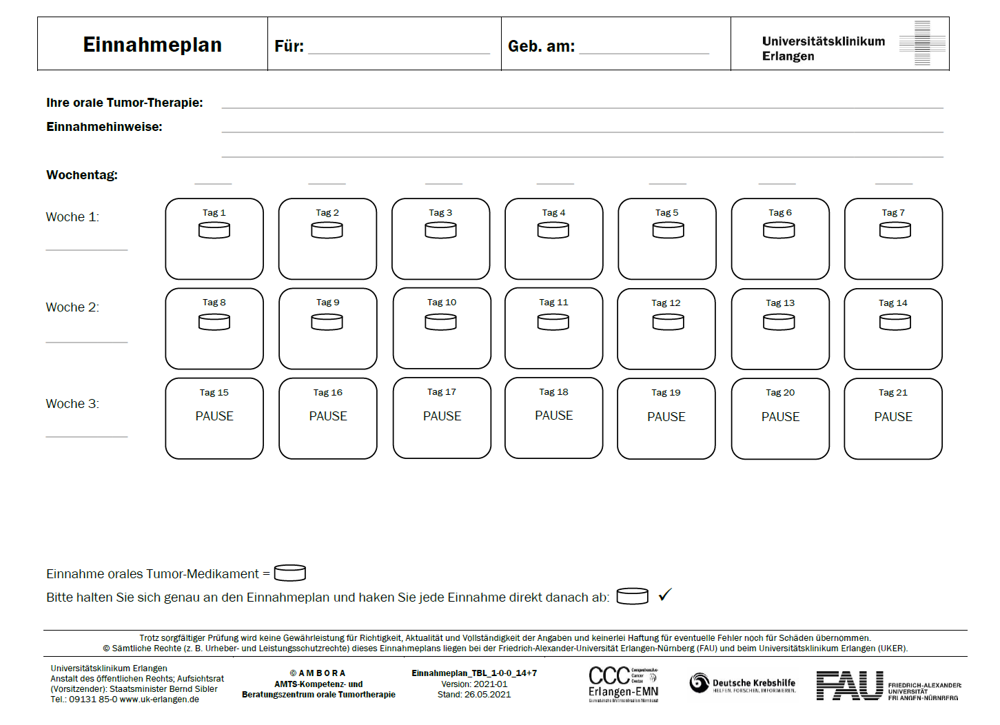 Einnahmeplan
Für:
Geb. am:
Universitätsklinikum
Erlangen
Ihre orale Tumor-Therapie:
Einnahmehinweise:
Wochentag:
Woche 1:
Tag 1 Tag 2 Tag 3 Tag 4 Tag 5 Tag 6 Tag 7
Woche 2:
Tag 8 Tag 9 Tag 10 Tag 11 Tag 12 Tag 13 Tag 14
Woche 3:
Tag 15 Tag 16 Tag 17 Tag 18 Tag 19 Tag 20 Tag 21
PAUSE PAUSE PAUSE PAUSE PAUSE PAUSE PAUSE
Einnahme orales Tumor-Medikament =
Bitte halten Sie sich genau an den Einnahmeplan und haken Sie jede Einnahme direkt danach ab: ✓
Trotz sorgfältiger Prüfung wird keine Gewährleistung für Richtigkeit, Aktualität und Vollständigkeit der Angaben und keinerlei Haftung für eventuelle Fehler noch für Schäden übernommen.
© Sämtliche Rechte (z. B. Urheber- und Leistungsschutzrechte) dieses Einnahmeplans liegen bei der Friedrich-Alexander-Universität Erlangen-Nürnberg (FAU) und beim Universitätsklinikum Erlangen (UKER).
Universitätsklinikum Erlangen
Anstalt des öffentlichen Rechts; Aufsichtsrat
(Vorsitzender): Staatsminister Bernd Sibler
Tel.: 09131 85-0 www.uk-erlangen.de
© A M B O R A
AMTS-Kompetenz- und
Beratungszentrum orale Tumortherapie
Einnahmeplan_TBL_1-0-0_14+7
Version: 2021-01
Stand: 26.05.2021
CCC Comprehensive
Cancer
Center
Erlangen-EMN
Europäische Metropolregion Nürnberg
Deutsche Krebshilfe
HELFEN. FORSCHEN. INFORMIEREN.
FAU
FRIEDRICH-ALEXANDER
UNIVERSITÄT
ERLANGEN-NÜRNBERG